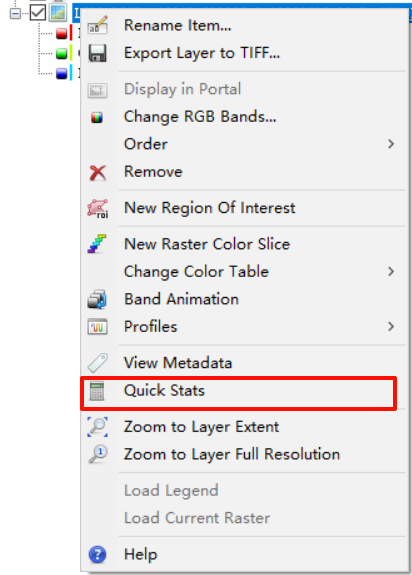 Rename Item...
Export Layer to TIFF...
Display in Portal
Change RGB Bands...
Order
Remove
New Region Of Interest
New Raster Color Slice
Change Color Table
Band Animation
Profiles
View Metadata
Quick Stats
Zoom to Layer Extent
Zoom to Layer Full Resolution
Load Legend
Load Current Raster
Help